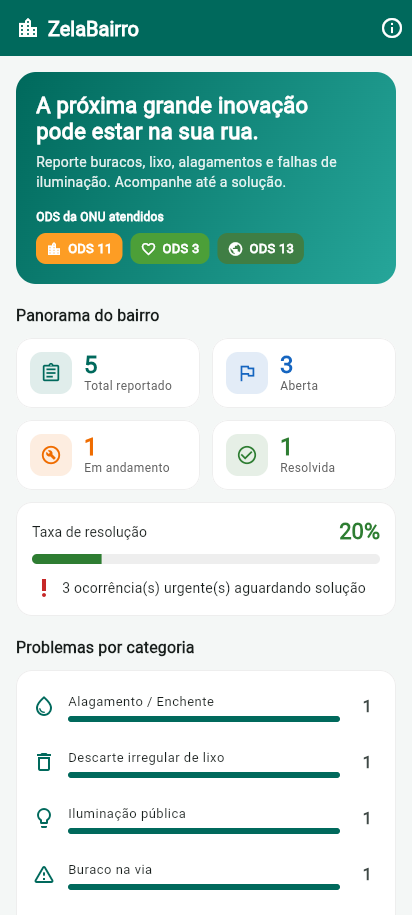 ZelaBairro
A próxima grande inovação
pode estar na sua rua.
Reporte buracos, lixo, alagamentos e falhas de
iluminação. Acompanhe até a solução.
ODS da ONU atendidos
ODS 11 ODS 3 ODS 13
Panorama do bairro
5
Total reportado
3
Aberta
1
Em andamento
1
Resolvida
Taxa de resolução 20%
3 ocorrência(s) urgente(s) aguardando solução
Problemas por categoria
Alagamento / Enchente 1
Descarte irregular de lixo 1
Iluminação pública 1
Buraco na via 1